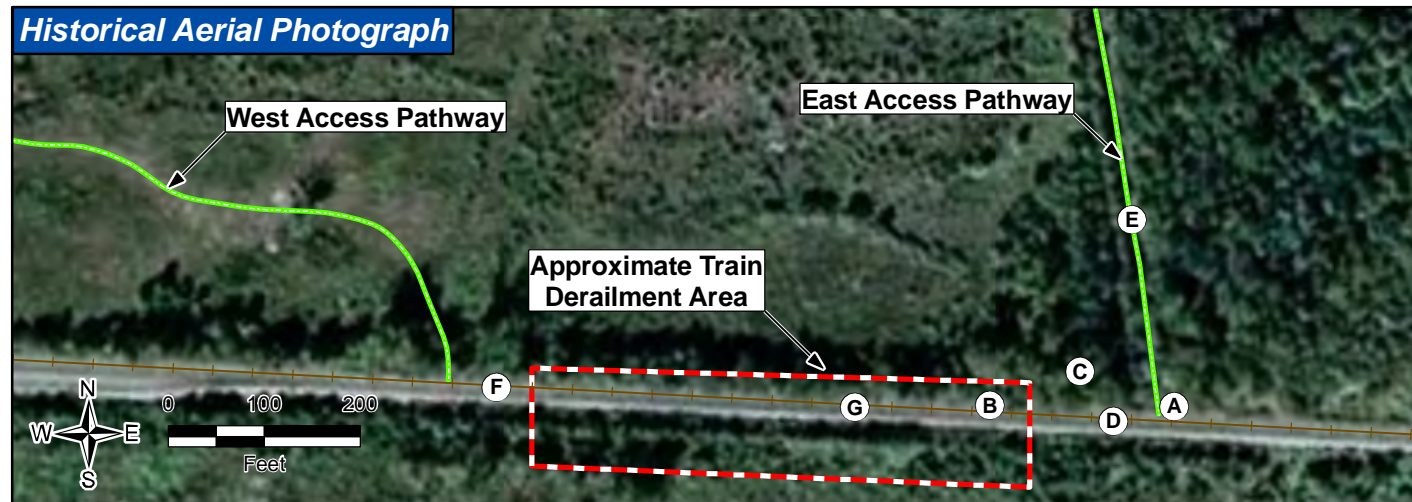 Historical Aerial Photograph
West Access Pathway
East Access Pathway
E
Approximate Train
Derailment Area
C
F
G
B
D
A
N
W
E
S
0
100
200
Feet